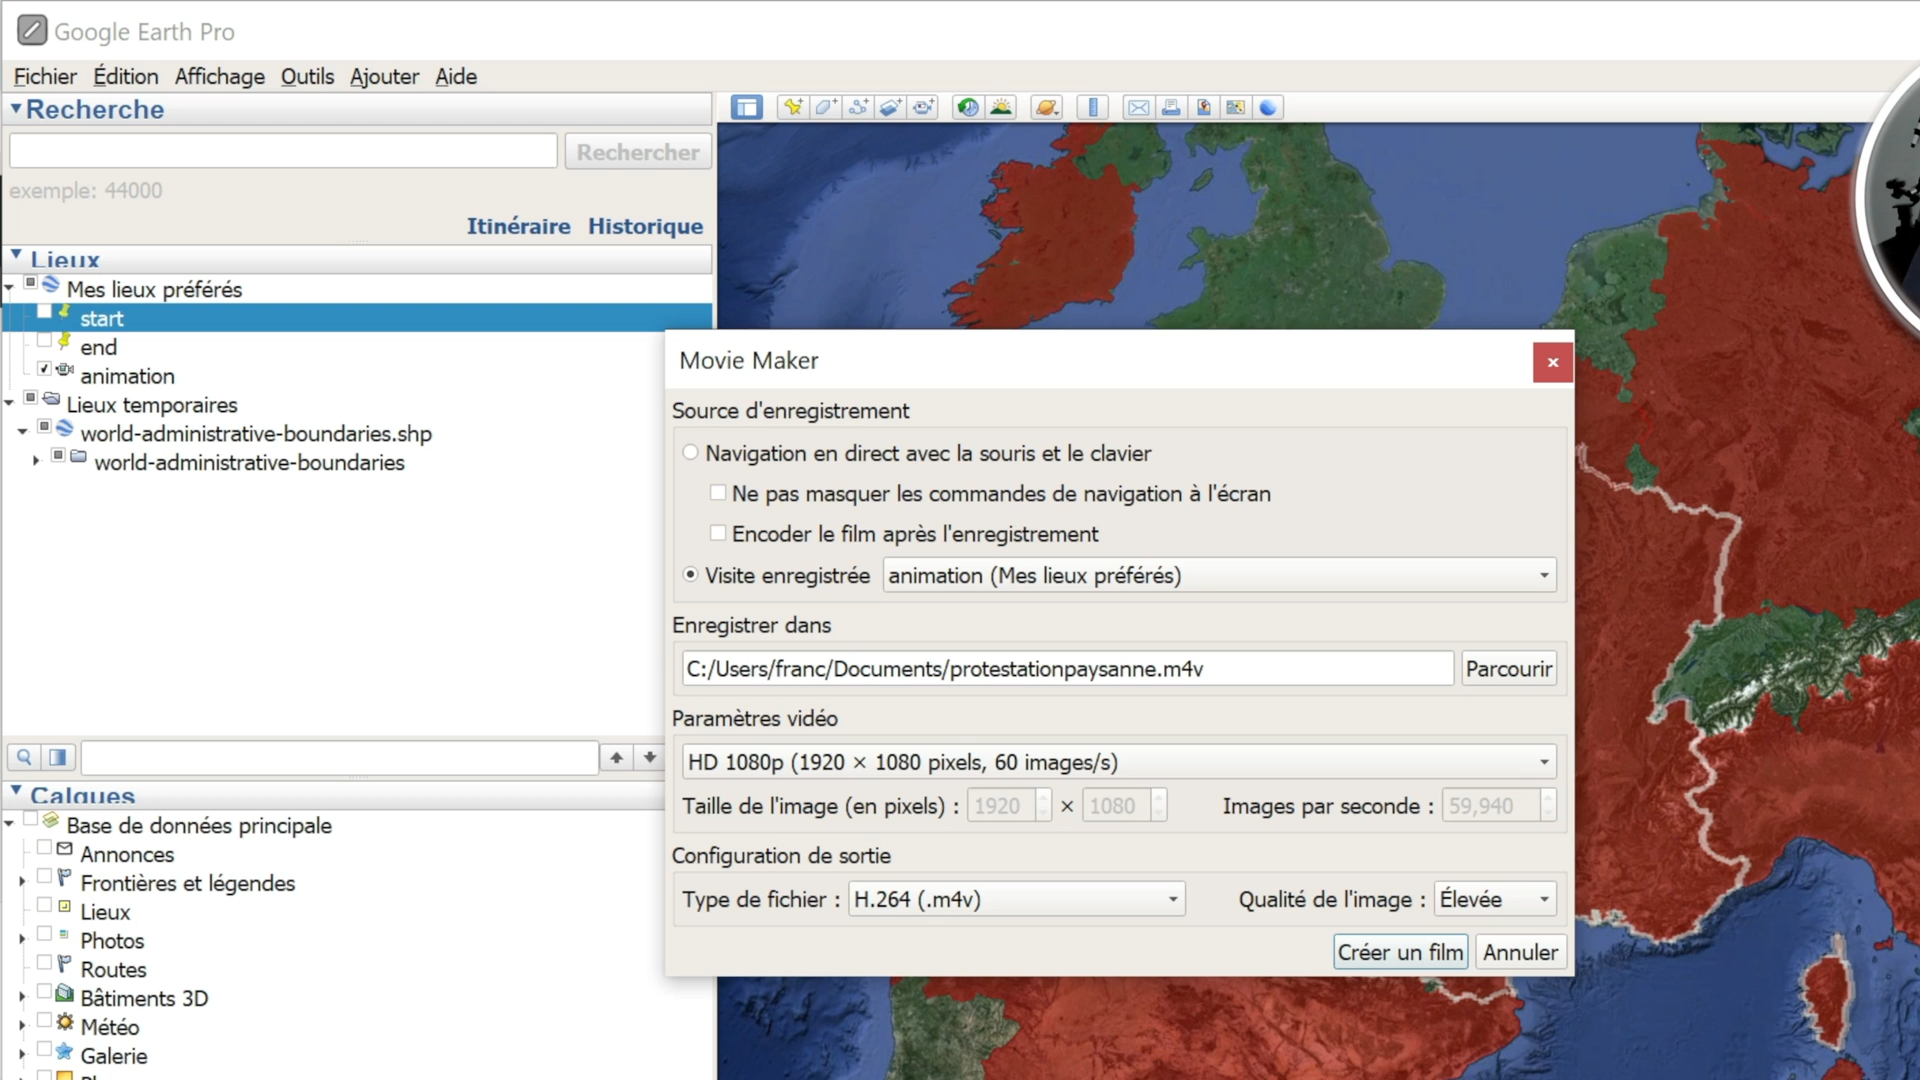 Google Earth Pro
Fichier Édition Affichage Outils Ajouter Aide
Recherche
Rechercher
exemple: 44000
Itinéraire Historique
Lieux
Mes lieux préférés
start
end
animation
Lieux temporaires
world-administrative-boundaries.shp
world-administrative-boundaries
Calques
Base de données principale
Annonces
Frontières et légendes
Lieux
Photos
Routes
Bâtiments 3D
Météo
Galerie
Movie Maker
Source d'enregistrement
Navigation en direct avec la souris et le clavier
Ne pas masquer les commandes de navigation à l'écran
Encoder le film après l'enregistrement
Visite enregistrée animation (Mes lieux préférés)
Enregistrer dans
C:/Users/franc/Documents/protestationpaysanne.m4v Parcourir
Paramètres vidéo
HD 1080p (1920 × 1080 pixels, 60 images/s)
Taille de l'image (en pixels) : 1920 × 1080 Images par seconde : 59,940
Configuration de sortie
Type de fichier : H.264 (.m4v) Qualité de l'image : Élevée
Créer un film Annuler